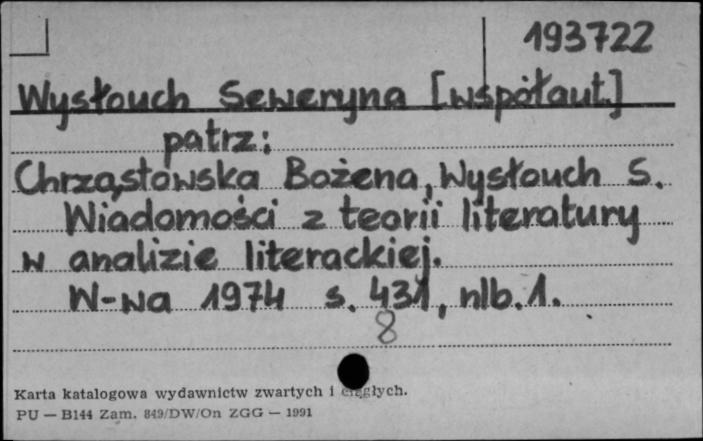 193722
Wysłouch Seweryna [współaut.]
patrz:
Chrząstowska Bożena, Wysłouch S.
Wiadomości z teorii literatury
w analizie literackiej.
W-wa 1974 s. 431, nlb. 1.
8
Karta katalogowa wydawnictw zwartych i ciągłych.
PU — B144 Zam. 849/DW/On ZGG — 1991